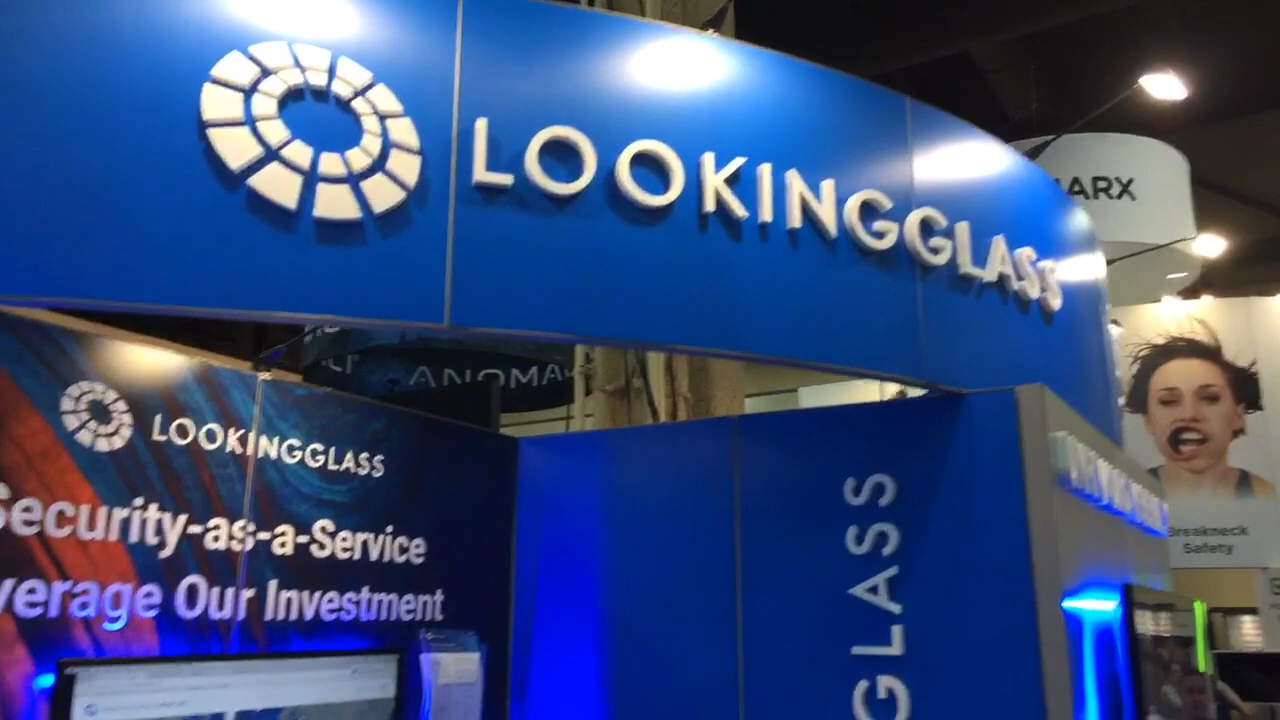 LOOKINGGLASS
ARX
ANOMA
LOOKINGGLASS
Security-as-a-Service
verage Our Investment
GLASS
Breakneck
Safety